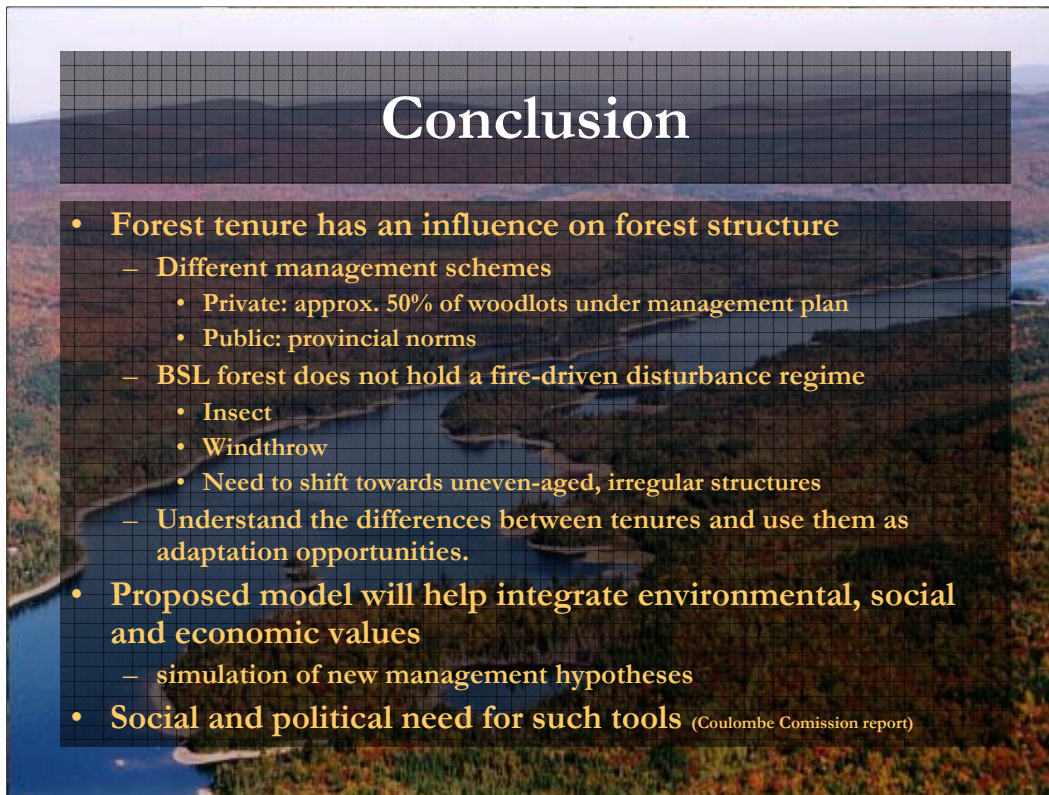 Conclusion
• Forest tenure has an influence on forest structure
– Different management schemes
• Private: approx. 50% of woodlots under management plan
• Public: provincial norms
– BSL forest does not hold a fire-driven disturbance regime
• Insect
• Windthrow
• Need to shift towards uneven-aged, irregular structures
– Understand the differences between tenures and use them as
adaptation opportunities.
• Proposed model will help integrate environmental, social
and economic values
– simulation of new management hypotheses
• Social and political need for such tools (Coulombe Comission report)